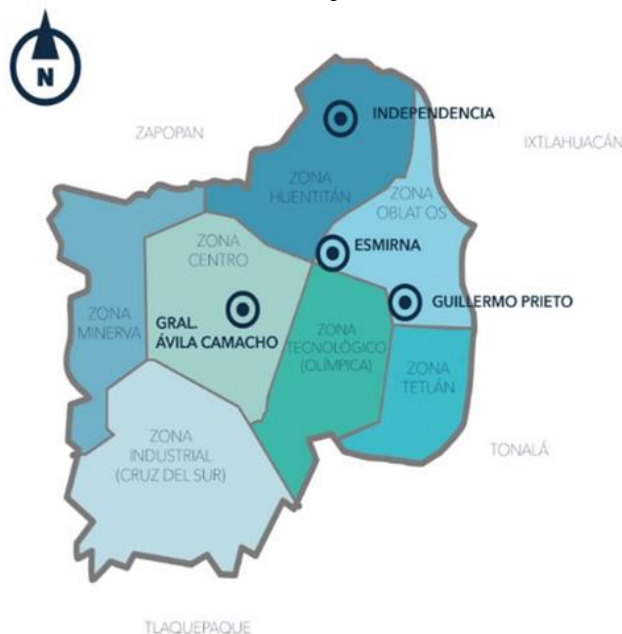 N
INDEPENDENCIA
ZAPOPAN
IXTLAHUACÁN
ZONA
HUENTITÁN
ZONA
OBLATOS
ZONA
CENTRO
ESMIRNA
ZONA
MINERVA
GRAL.
ÁVILA CAMACHO
GUILLERMO PRIETO
ZONA
TECNOLÓGICO
(OLÍMPICA)
ZONA
TETLÁN
ZONA
INDUSTRIAL
(CRUZ DEL SUR)
TONALÁ
TLAQUEPAQUE